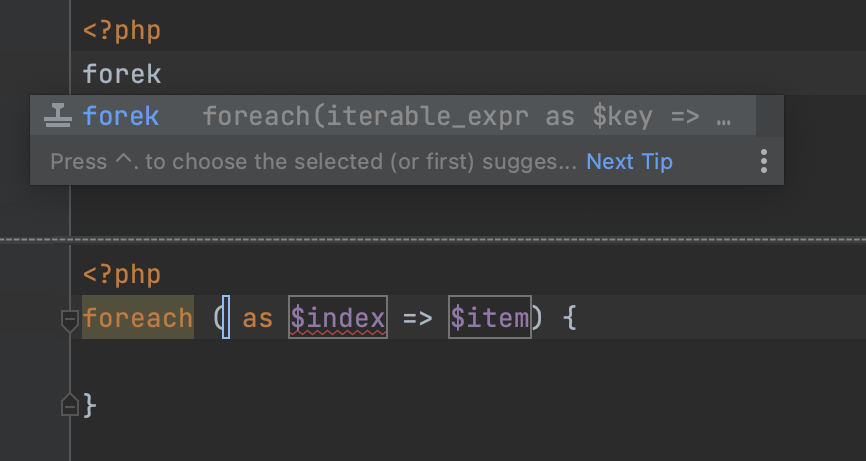 <?php
forek
forek foreach(iterable_expr as $key => …
Press ^. to choose the selected (or first) sugges... Next Tip
<?php
foreach ( as $index => $item) {
}